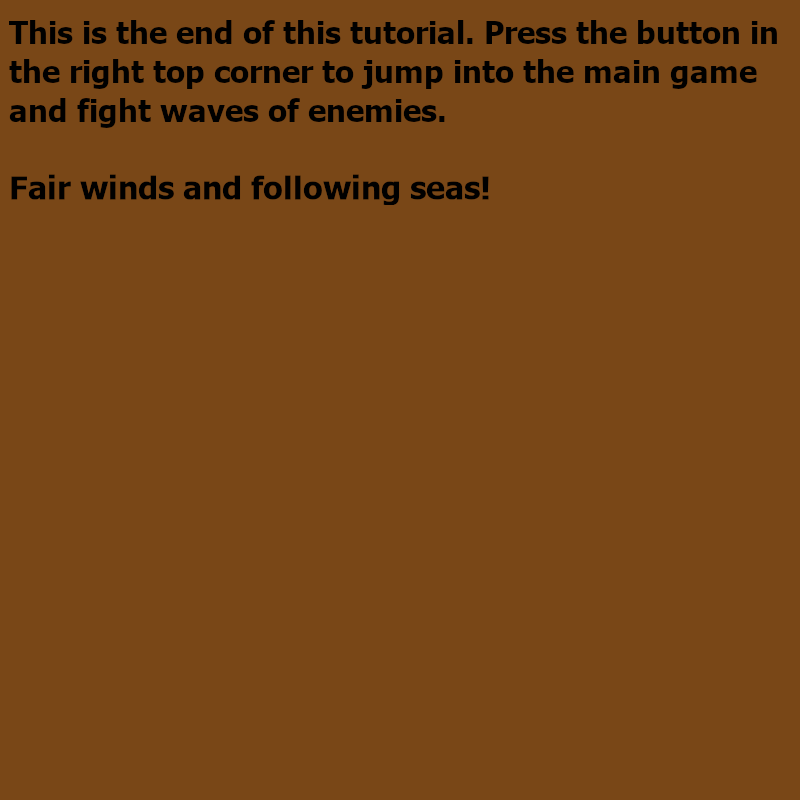 This is the end of this tutorial. Press the button in
the right top corner to jump into the main game
and fight waves of enemies.
Fair winds and following seas!